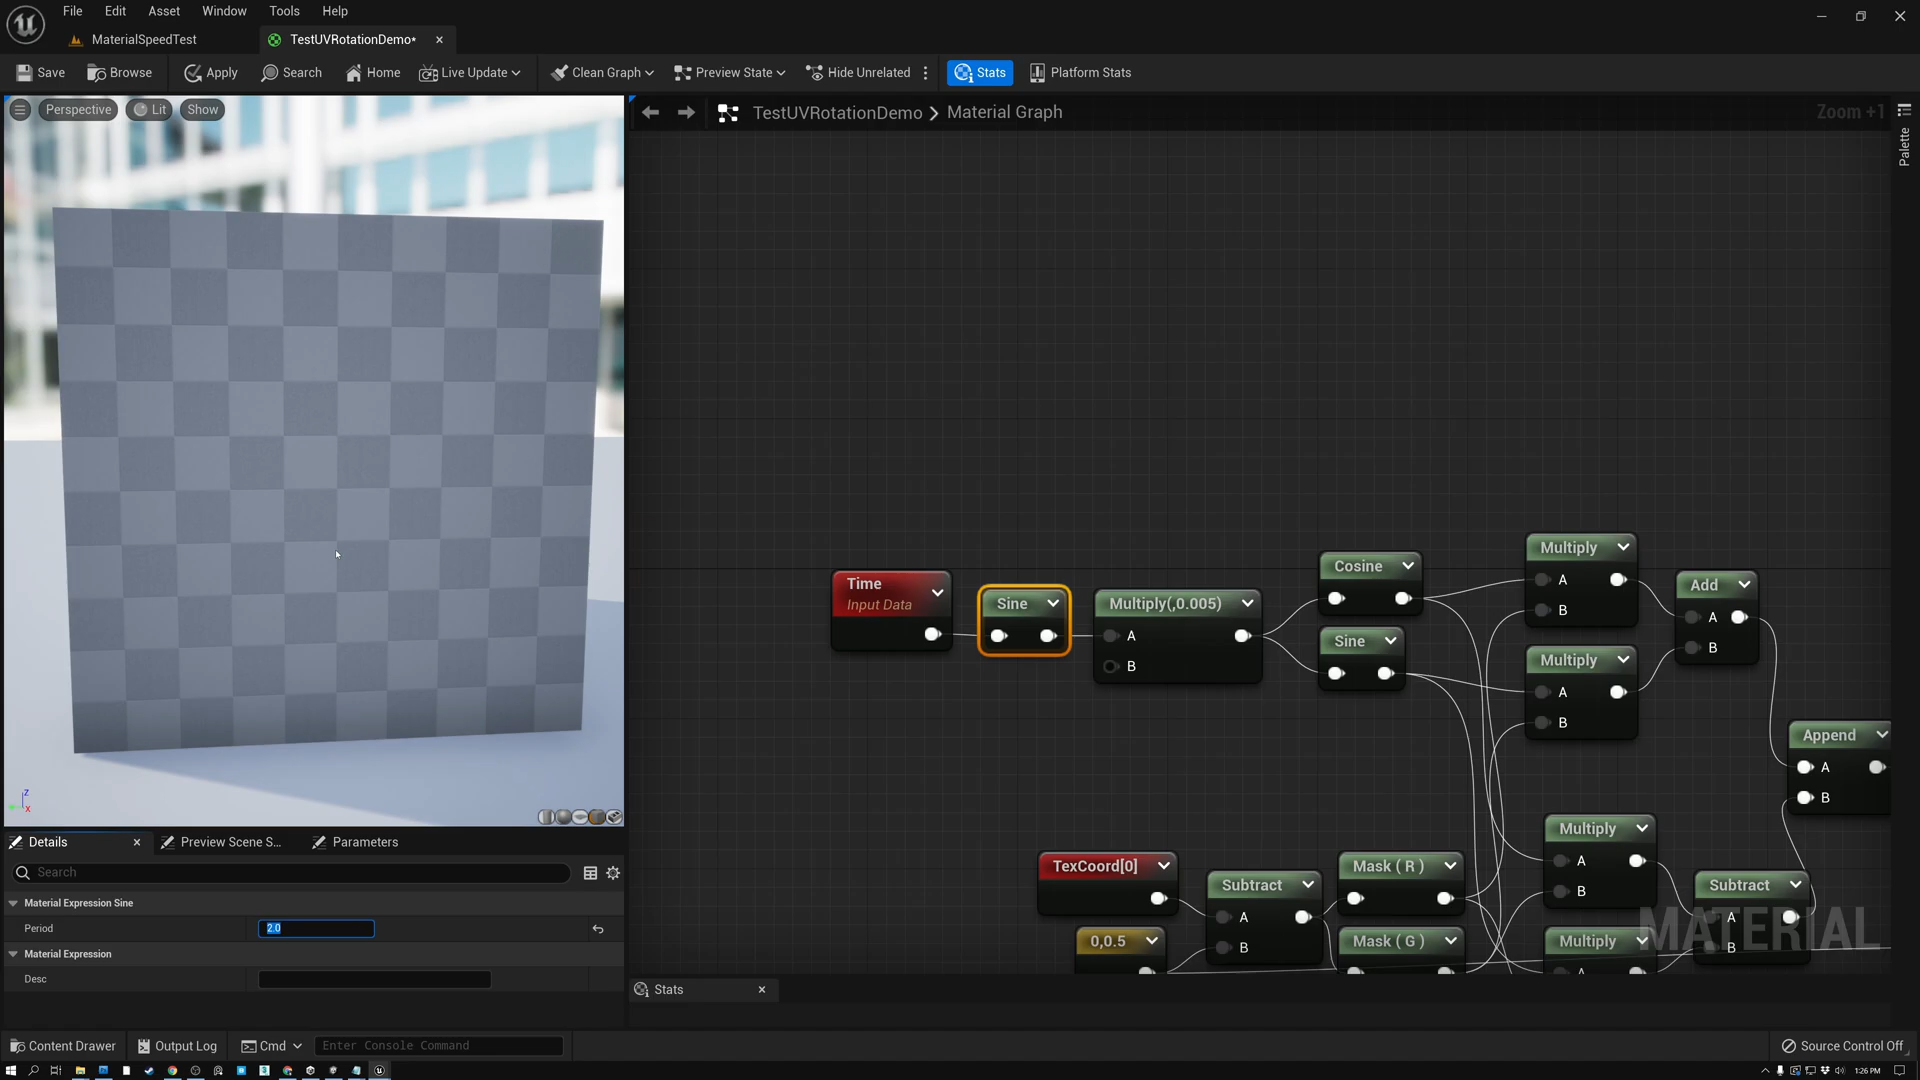 File Edit Asset Window Tools Help
MaterialSpeedTest
TestUVRotationDemo*
Save Browse Apply Search Home Live Update Clean Graph Preview State Hide Unrelated Stats Platform Stats
Perspective Lit Show
TestUVRotationDemo > Material Graph
Zoom +1
Palette
Time
Input Data
Sine
Multiply(,0.005)
A
B
Cosine
Sine
Multiply
A
B
Multiply
A
B
Add
A
B
Append
A
B
TexCoord[0]
0,0.5
Subtract
A
B
Mask ( R )
Mask ( G )
Multiply
A
B
Multiply
A
Subtract
A
B
MATERIAL
z
x
Details
Preview Scene S...
Parameters
Search
Material Expression Sine
Period 2.0
Material Expression
Desc
Stats
Content Drawer Output Log Cmd Enter Console Command
Source Control Off
1:26 PM